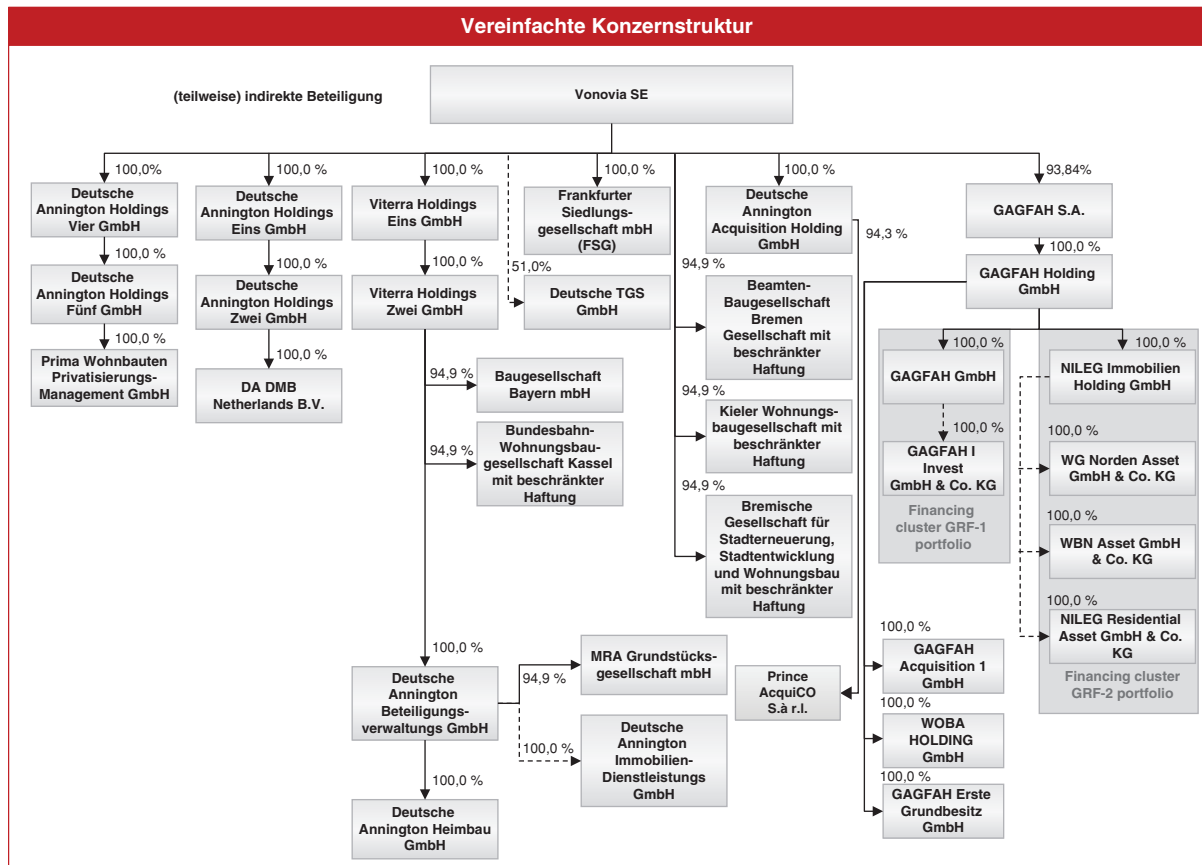 Vereinfachte Konzernstruktur
(teilweise) indirekte Beteiligung
Vonovia SE
100,0%
100,0 %
100,0 %
100,0 %
100,0 %
93,84%
Deutsche
Annington Holdings
Vier GmbH
Deutsche
Annington Holdings
Eins GmbH
Viterra Holdings
Eins GmbH
Frankfurter
Siedlungs-
gesellschaft mbH
(FSG)
Deutsche
Annington
Acquisition Holding
GmbH
GAGFAH S.A.
94,3 %
100,0 %
100,0 %
100,0 %
51,0%
94,9 %
100,0 %
Deutsche
Annington Holdings
Fünf GmbH
Deutsche
Annington Holdings
Zwei GmbH
Viterra Holdings
Zwei GmbH
Deutsche TGS
GmbH
Beamten-
Baugesellschaft
Bremen
Gesellschaft mit
beschränkter
Haftung
GAGFAH Holding
GmbH
100,0 %
100,0 %
100,0 %
100,0 %
Prima Wohnbauten
Privatisierungs-
Management GmbH
DA DMB
Netherlands B.V.
94,9 %
Baugesellschaft
Bayern mbH
GAGFAH GmbH
NILEG Immobilien
Holding GmbH
94,9 %
Bundesbahn-
Wohnungsbau-
gesellschaft Kassel
mit beschränkter
Haftung
94,9 %
Kieler Wohnungs-
baugesellschaft mit
beschränkter
Haftung
100,0 %
GAGFAH I
Invest
GmbH & Co. KG
Financing
cluster GRF-1
portfolio
100,0 %
WG Norden Asset
GmbH & Co. KG
94,9 %
Bremische
Gesellschaft für
Stadterneuerung,
Stadtentwicklung
und Wohnungsbau
mit beschränkter
Haftung
100,0 %
WBN Asset GmbH
& Co. KG
100,0 %
NILEG Residential
Asset GmbH & Co.
KG
Financing cluster
GRF-2 portfolio
100,0 %
Deutsche
Annington
Beteiligungs-
verwaltungs GmbH
94,9 %
MRA Grundstücks-
gesellschaft mbH
100,0 %
Deutsche
Annington
Immobilien-
Dienstleistungs
GmbH
Prince
AcquiCO
S.à r.l.
100,0 %
GAGFAH
Acquisition 1
GmbH
100,0 %
WOBA
HOLDING
GmbH
100,0 %
GAGFAH Erste
Grundbesitz
GmbH
100,0 %
Deutsche
Annington Heimbau
GmbH